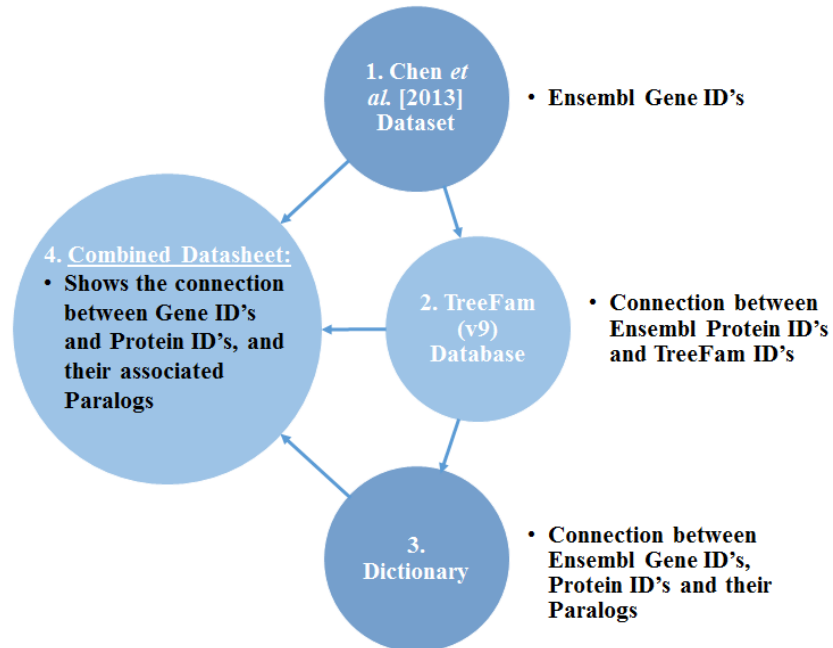 1. Chen et
al. [2013]
Dataset
• Ensembl Gene ID’s
4. Combined Datasheet:
• Shows the connection
between Gene ID’s
and Protein ID’s, and
their associated
Paralogs
2. TreeFam
(v9)
Database
• Connection between
Ensembl Protein ID’s
and TreeFam ID’s
3.
Dictionary
• Connection between
Ensembl Gene ID’s,
Protein ID’s and their
Paralogs